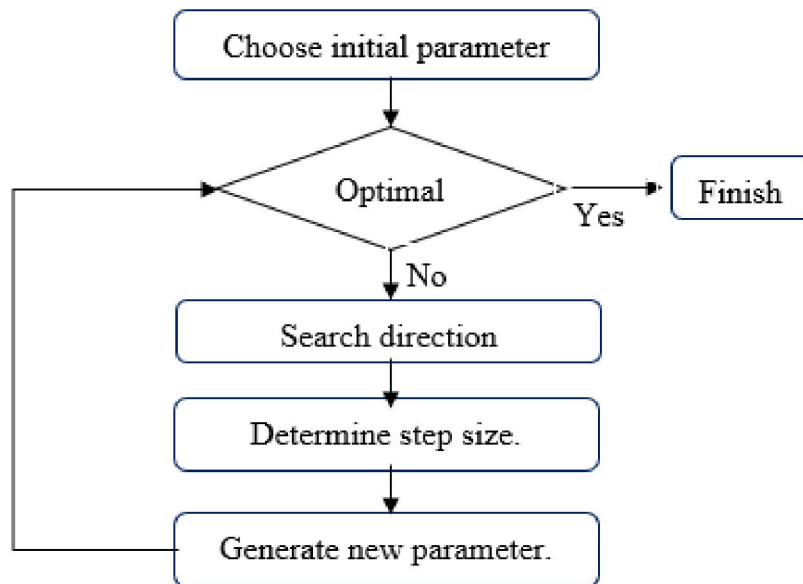 Choose initial parameter
Optimal
Yes
Finish
No
Search direction
Determine step size.
Generate new parameter.